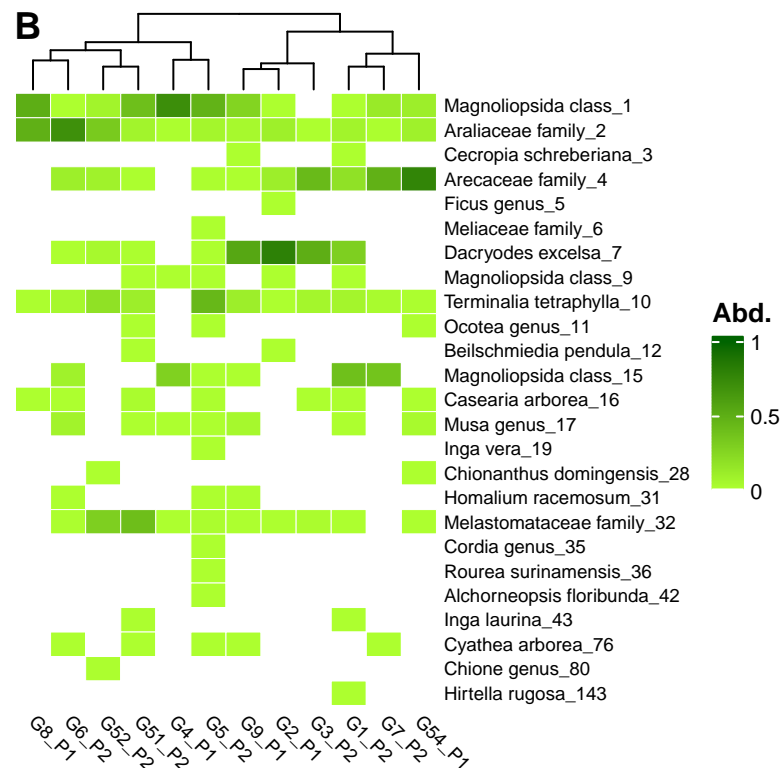 B
Magnoliopsida class_1
Araliaceae family_2
Cecropia schreberiana_3
Arecaceae family_4
Ficus genus_5
Meliaceae family_6
Dacryodes excelsa_7
Magnoliopsida class_9
Terminalia tetraphylla_10
Ocotea genus_11
Beilschmiedia pendula_12
Magnoliopsida class_15
Casearia arborea_16
Musa genus_17
Inga vera_19
Chionanthus domingensis_28
Homalium racemosum_31
Melastomataceae family_32
Cordia genus_35
Rourea surinamensis_36
Alchorneopsis floribunda_42
Inga laurina_43
Cyathea arborea_76
Chione genus_80
Hirtella rugosa_143
Abd.
1
0.5
0
G8_P1
G6_P2
G52_P2
G51_P2
G4_P1
G5_P2
G9_P1
G2_P1
G3_P2
G1_P2
G7_P2
G54_P1